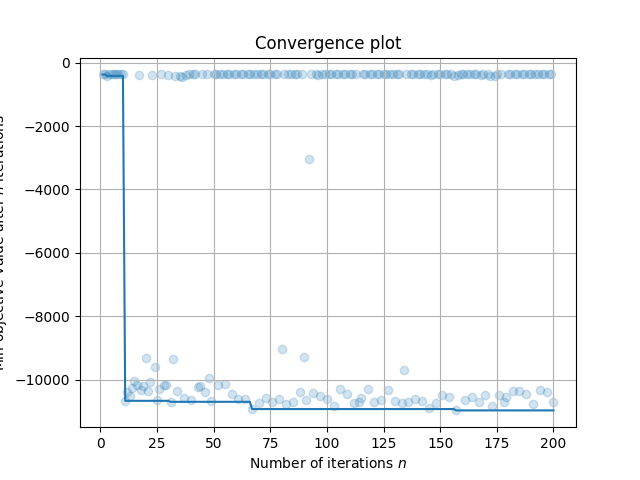 Convergence plot
0
−2000
−4000
−6000
−8000
−10000
objective value after n iterations
0 25 50 75 100 125 150 175 200
Number of iterations n